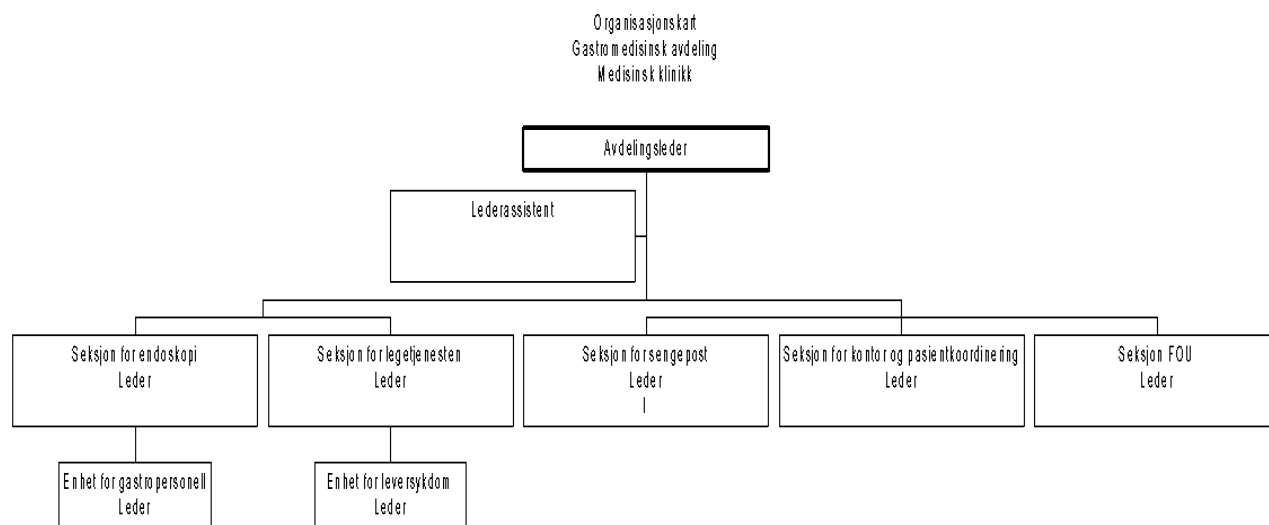 Organisasjonskart
Gastromedisinsk avdeling
Medisinsk klinikk
Avdelingsleder
Lederassistent
Seksjon for endoskopi
Leder
Seksjon for legetjenesten
Leder
Seksjon for sengepost
Leder
l
Seksjon for kontor og pasientkoordinering
Leder
Seksjon FOU
Leder
Enhet for gastropersonell
Leder
Enhet for leversykdom
Leder